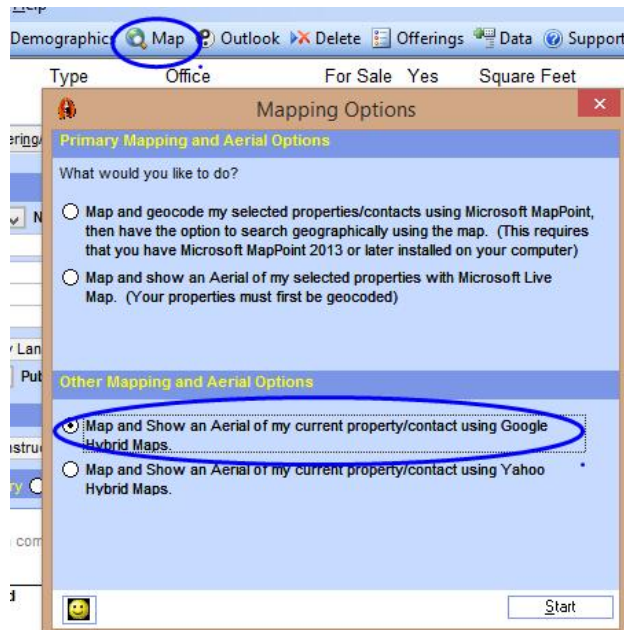 Help
Demographics Map Outlook Delete Offerings Data Support
Type Office For Sale Yes Square Feet
Mapping Options
Primary Mapping and Aerial Options
What would you like to do?
Map and geocode my selected properties/contacts using Microsoft MapPoint,
then have the option to search geographically using the map. (This requires
that you have Microsoft MapPoint 2013 or later installed on your computer)
Map and show an Aerial of my selected properties with Microsoft Live
Map. (Your properties must first be geocoded)
Other Mapping and Aerial Options
Map and Show an Aerial of my current property/contact using Google
Hybrid Maps.
Map and Show an Aerial of my current property/contact using Yahoo
Hybrid Maps.
Start